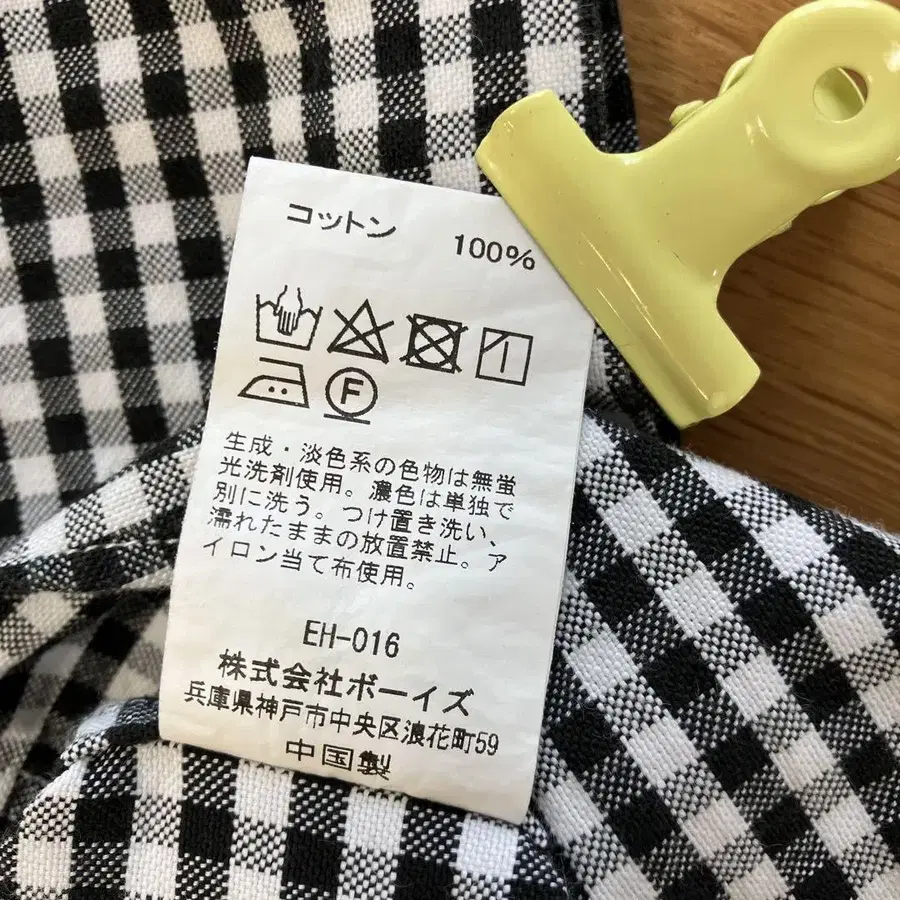 コットン 100%
F
生成・淡色系の色物は無蛍
光洗剤使用。濃色は単独で
別に洗う。つけ置き洗い、
濡れたままの放置禁止。ア
イロン当て布使用。
EH-016
株式会社ボーイズ
兵庫県神戸市中央区浪花町59
中国製